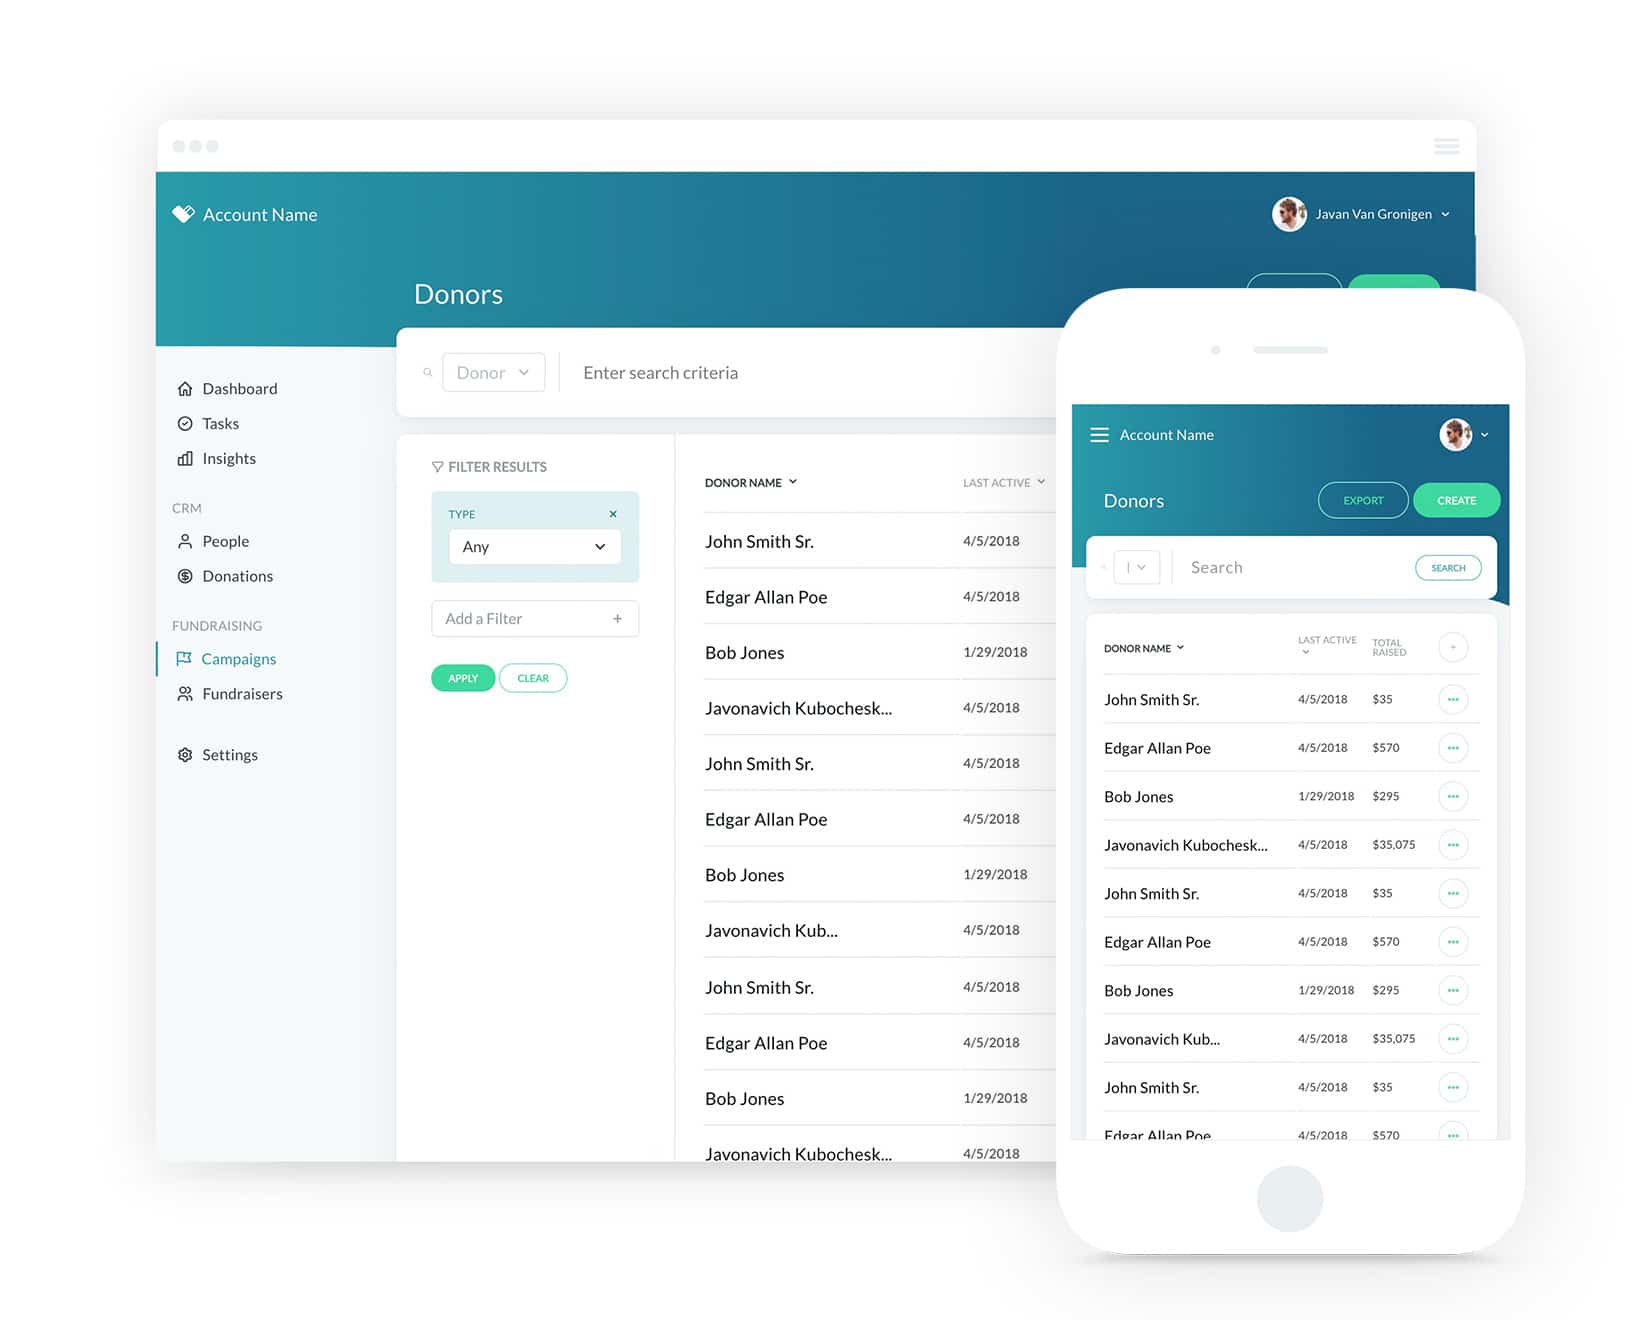 Account Name
Javan Van Gronigen
Donors
Donor
Enter search criteria
Dashboard
Tasks
Insights
CRM
People
Donations
FUNDRAISING
Campaigns
Fundraisers
Settings
FILTER RESULTS
TYPE
Any
Add a Filter
APPLY CLEAR
DONOR NAME LAST ACTIVE
John Smith Sr. 4/5/2018
Edgar Allan Poe 4/5/2018
Bob Jones 1/29/2018
Javonavich Kubochesk... 4/5/2018
John Smith Sr. 4/5/2018
Edgar Allan Poe 4/5/2018
Bob Jones 1/29/2018
Javonavich Kub... 4/5/2018
John Smith Sr. 4/5/2018
Edgar Allan Poe 4/5/2018
Bob Jones 1/29/2018
Javonavich Kubochesk... 4/5/2018
Account Name
Donors EXPORT CREATE
Search SEARCH
DONOR NAME LAST ACTIVE TOTAL RAISED
John Smith Sr. 4/5/2018 $35
Edgar Allan Poe 4/5/2018 $570
Bob Jones 1/29/2018 $295
Javonavich Kubochesk... 4/5/2018 $35,075
John Smith Sr. 4/5/2018 $35
Edgar Allan Poe 4/5/2018 $570
Bob Jones 1/29/2018 $295
Javonavich Kub... 4/5/2018 $35,075
John Smith Sr. 4/5/2018 $35
Edgar Allan Poe 4/5/2018 $570